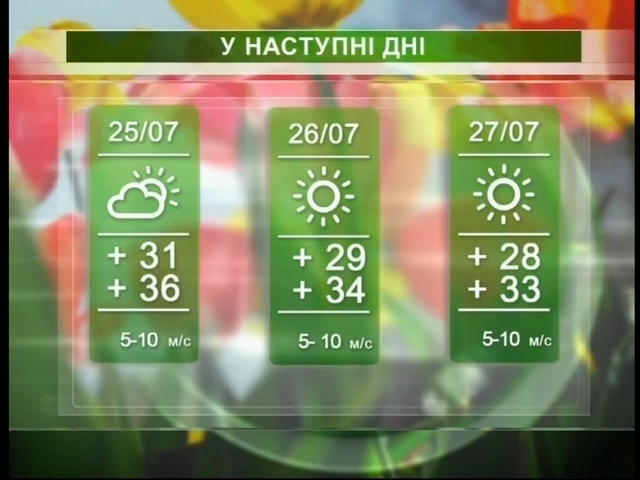 У НАСТУПНІ ДНІ
25/07
+ 31
+ 36
5-10 м/с
26/07
+ 29
+ 34
5- 10 м/с
27/07
+ 28
+ 33
5-10 м/с